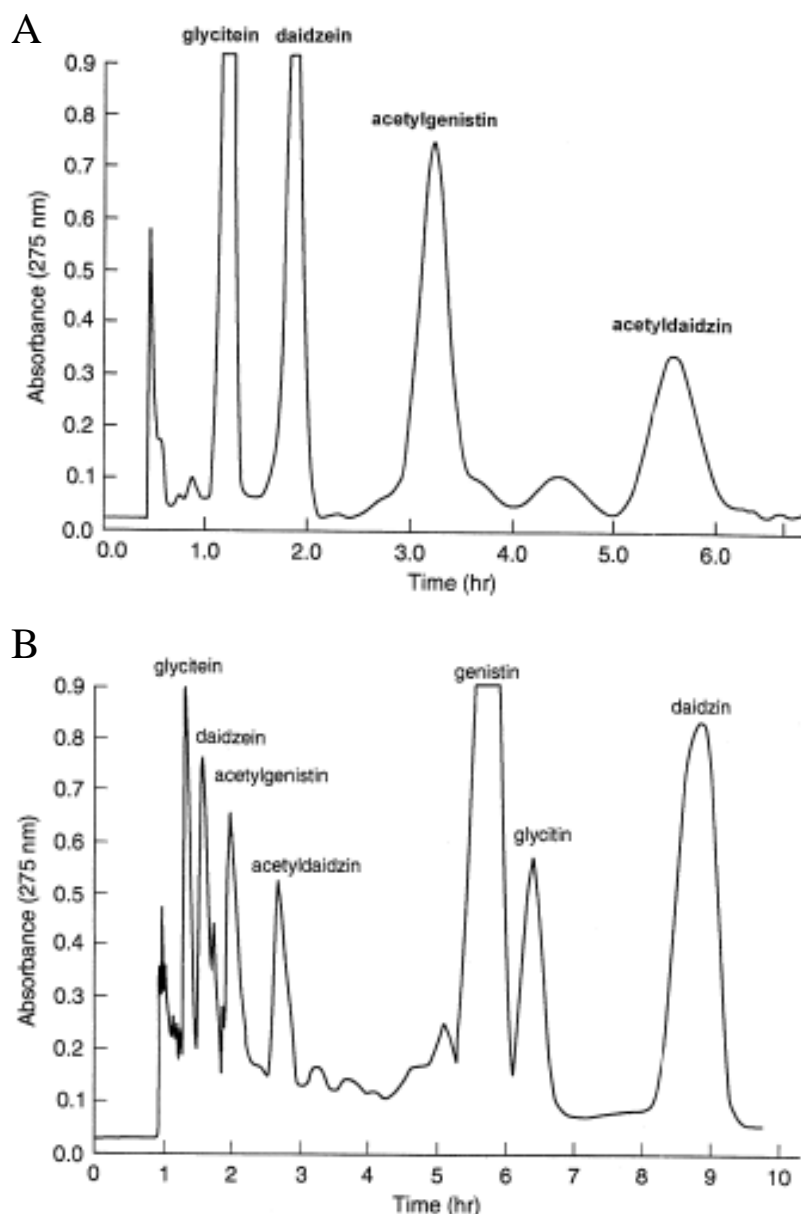 A
glycitein daidzein
acetylgenistin
acetyldaidzin
Absorbance (275 nm)
0.9
0.8
0.7
0.6
0.5
0.4
0.3
0.2
0.1
0.0
0.0 1.0 2.0 3.0 4.0 5.0 6.0
Time (hr)
B
glycitein
daidzein
acetylgenistin
acetyldaidzin
genistin
glycitin
daidzin
Absorbance (275 nm)
0.9
0.8
0.7
0.6
0.5
0.4
0.3
0.2
0.1
0.0
0 1 2 3 4 5 6 7 8 9 10
Time (hr)